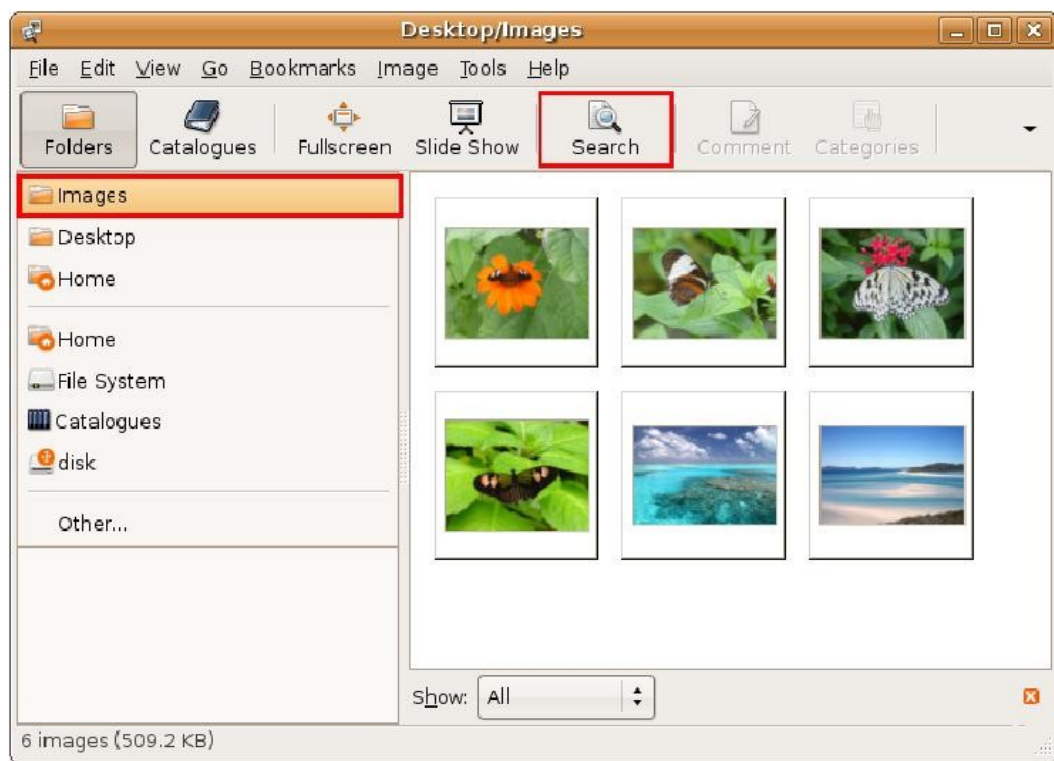 Desktop/Images
File Edit View Go Bookmarks Image Tools Help
Folders Catalogues Fullscreen Slide Show Search Comment Categories
Images
Desktop
Home
Home
File System
Catalogues
disk
Other...
Show: All
6 images (509.2 KB)